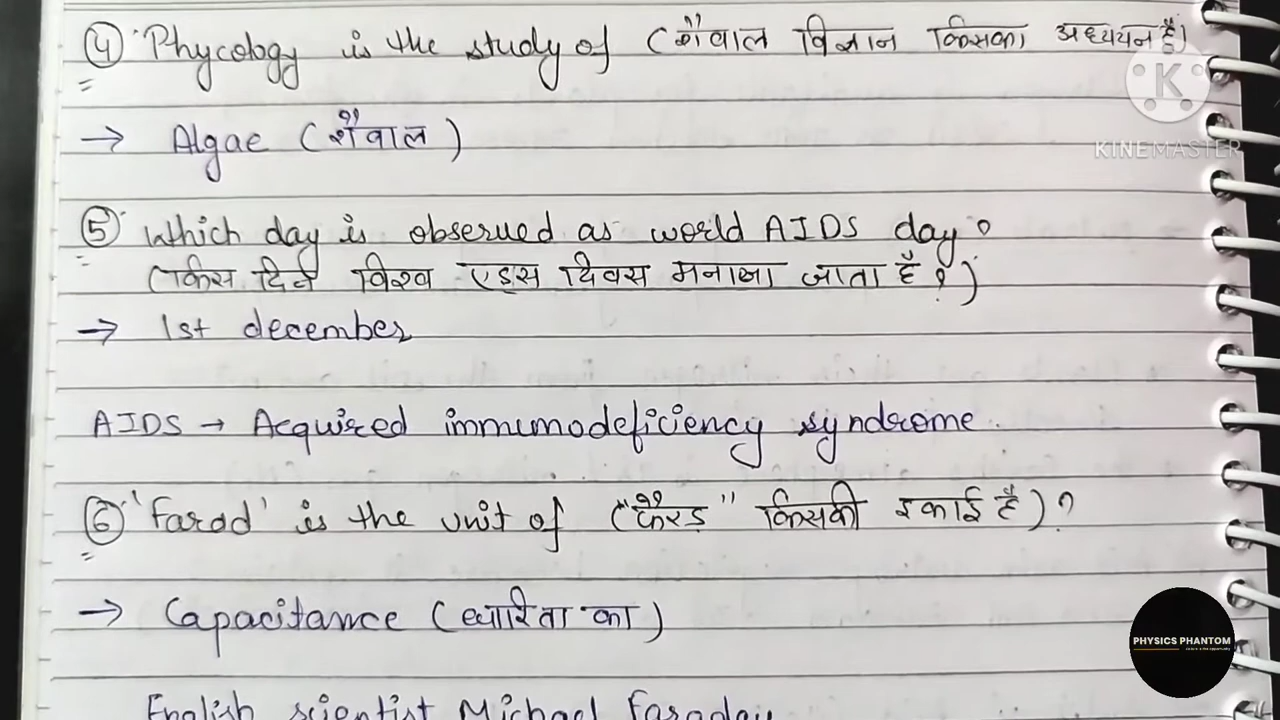 ④ 'Phycology is the study of (शैवाल विज्ञान किसका अध्ययन है)
KINEMASTER
→ Algae (शैवाल)
⑤ Which day is observed as world AIDS day?
(किस दिन विश्व एड्स दिवस मनाया जाता है?)
→ 1st december
AIDS → Acquired immunodeficiency syndrome.
⑥ 'Farad' is the unit of ("फैरड" किसकी इकाई है)?
→ Capacitance (धारिता का)
PHYSICS PHANTOM
English scientist Michael Faraday